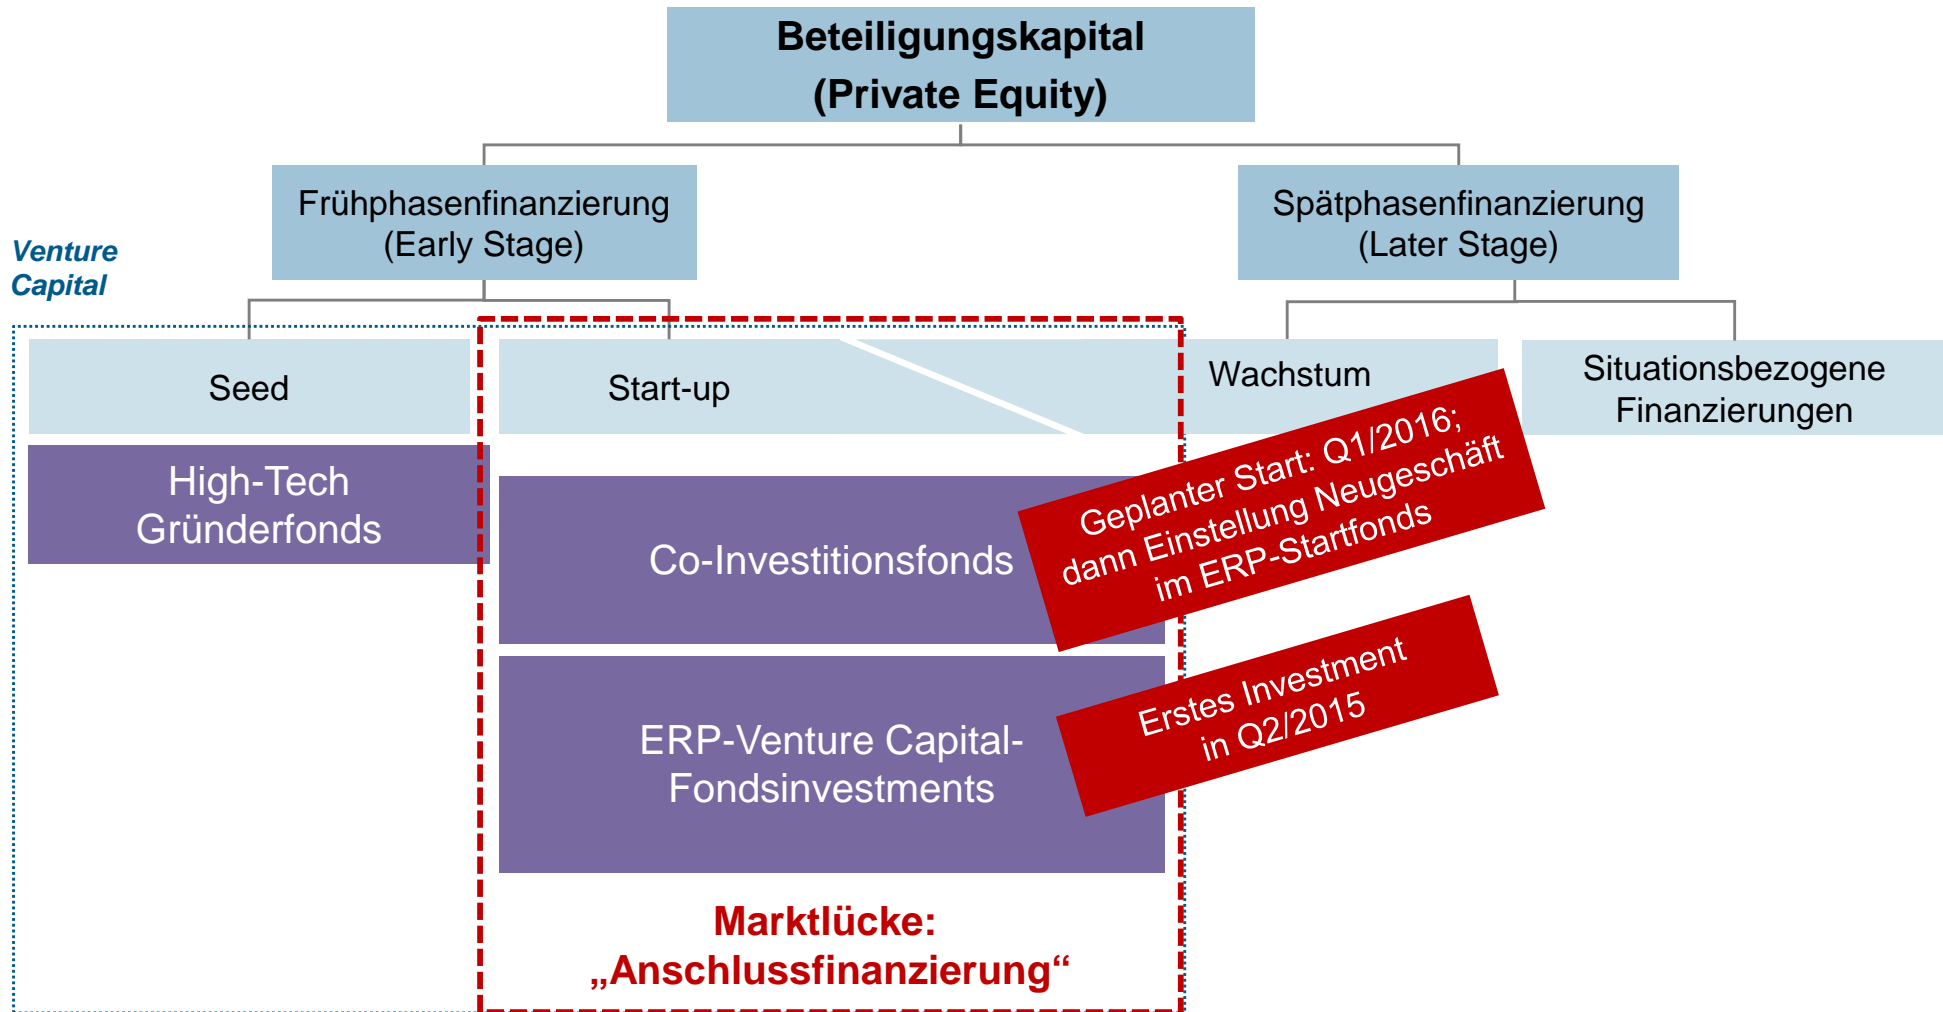 Beteiligungskapital
(Private Equity)
Frühphasenfinanzierung
(Early Stage)
Spätphasenfinanzierung
(Later Stage)
Venture
Capital
Seed
Start-up
Wachstum
Situationsbezogene
Finanzierungen
High-Tech
Gründerfonds
Co-Investitionsfonds
Geplanter Start: Q1/2016;
dann Einstellung Neugeschäft
im ERP-Startfonds
ERP-Venture Capital-
Fondsinvestments
Erstes Investment
in Q2/2015
Marktlücke:
„Anschlussfinanzierung“